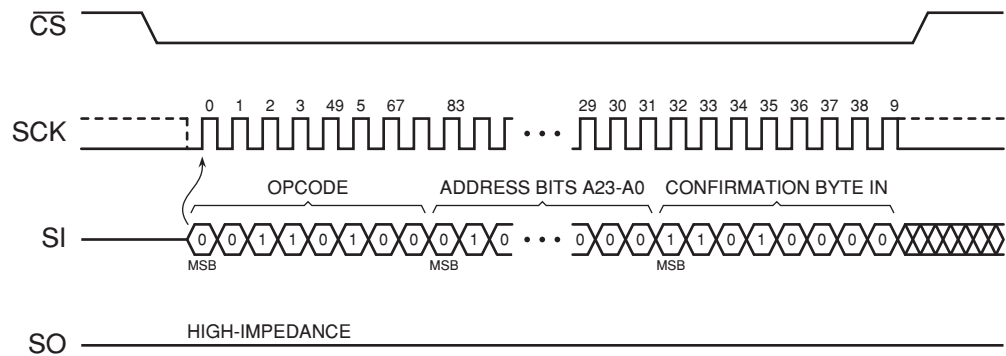 CS
0 1 2 3 49 5 67 83 29 30 31 32 33 34 35 36 37 38 9
SCK
OPCODE ADDRESS BITS A23-A0 CONFIRMATION BYTE IN
SI 0 0 1 1 0 1 0 0 0 1 0 0 0 0 1 1 0 1 0 0 0 0
MSB MSB MSB
HIGH-IMPEDANCE
SO